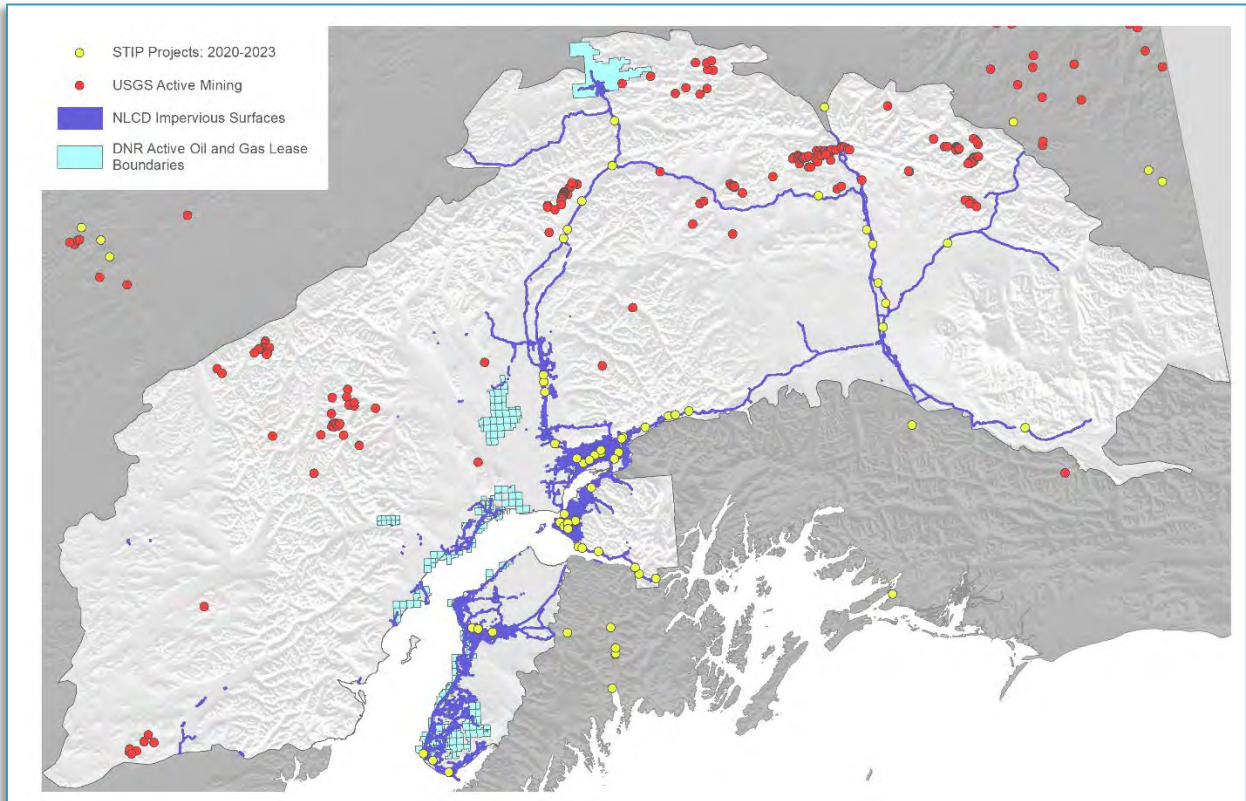 STIP Projects: 2020-2023
USGS Active Mining
NLCD Impervious Surfaces
DNR Active Oil and Gas Lease
Boundaries